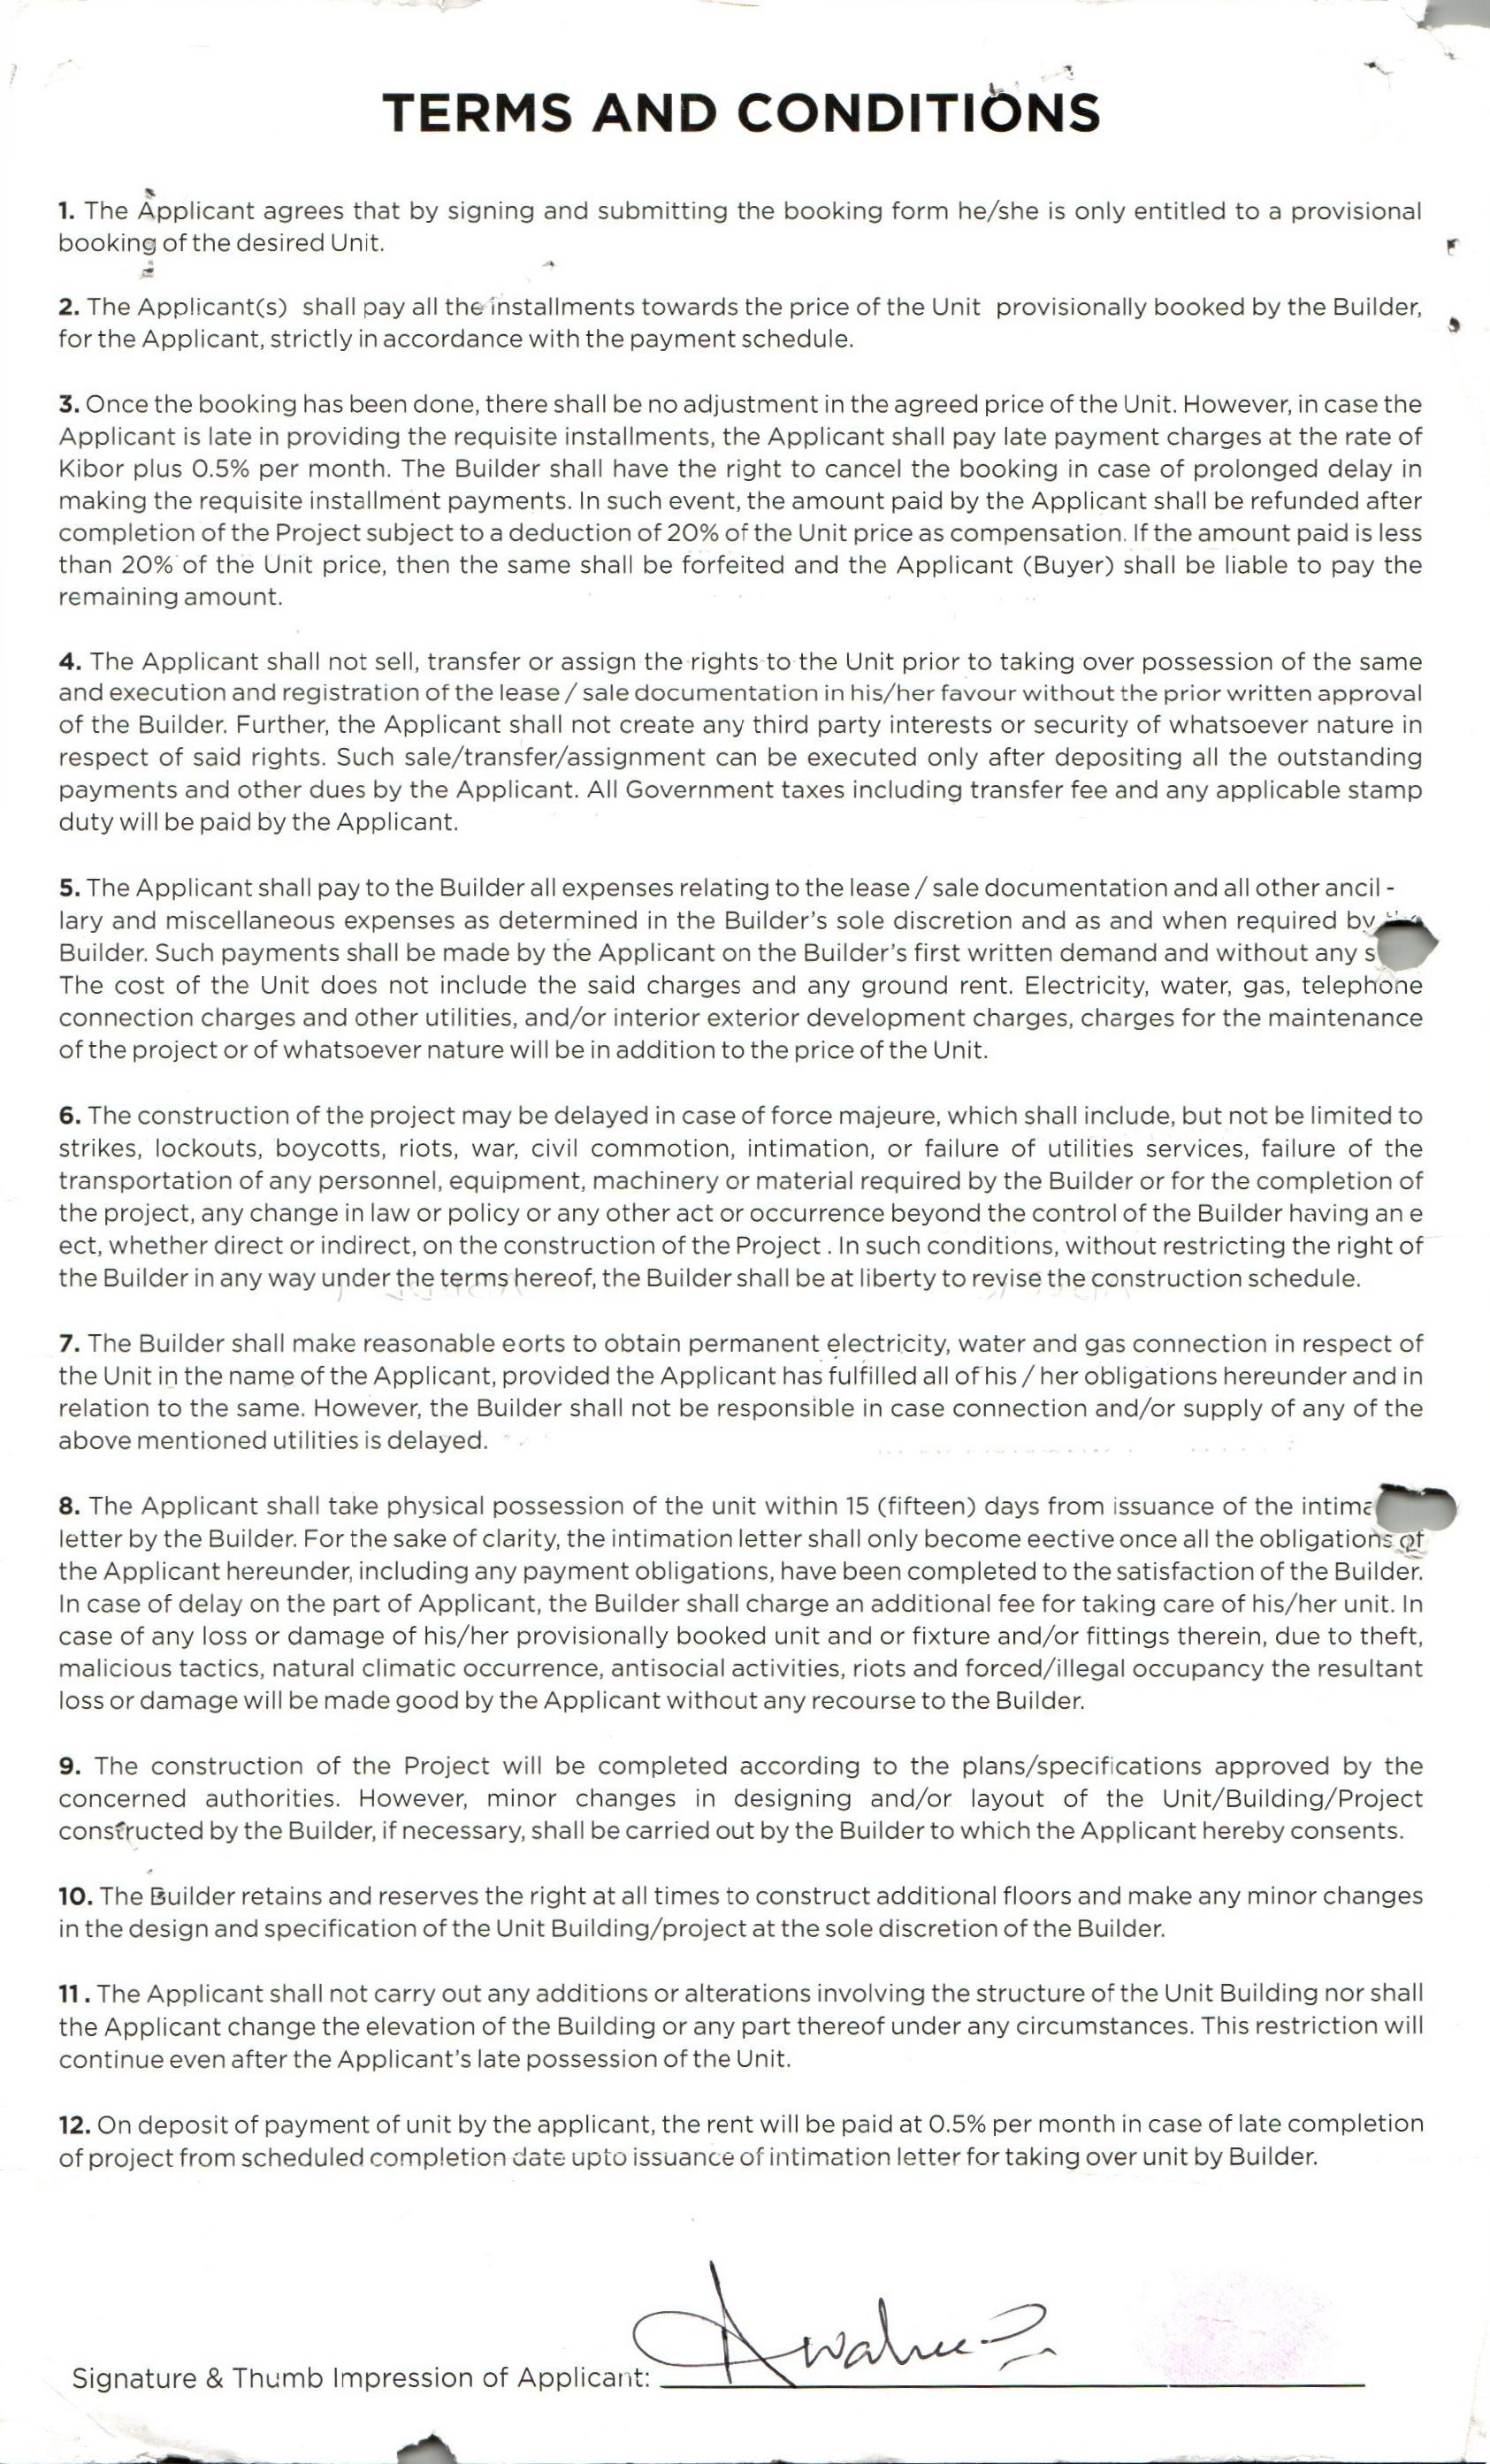 TERMS AND CONDITIONS
1. The Applicant agrees that by signing and submitting the booking form he/she is only entitled to a provisional
booking of the desired Unit.
2. The Applicant(s) shall pay all the installments towards the price of the Unit provisionally booked by the Builder,
for the Applicant, strictly in accordance with the payment schedule.
3. Once the booking has been done, there shall be no adjustment in the agreed price of the Unit. However, in case the
Applicant is late in providing the requisite installments, the Applicant shall pay late payment charges at the rate of
Kibor plus 0.5% per month. The Builder shall have the right to cancel the booking in case of prolonged delay in
making the requisite installment payments. In such event, the amount paid by the Applicant shall be refunded after
completion of the Project subject to a deduction of 20% of the Unit price as compensation. If the amount paid is less
than 20% of the Unit price, then the same shall be forfeited and the Applicant (Buyer) shall be liable to pay the
remaining amount.
4. The Applicant shall not sell, transfer or assign the rights to the Unit prior to taking over possession of the same
and execution and registration of the lease / sale documentation in his/her favour without the prior written approval
of the Builder. Further, the Applicant shall not create any third party interests or security of whatsoever nature in
respect of said rights. Such sale/transfer/assignment can be executed only after depositing all the outstanding
payments and other dues by the Applicant. All Government taxes including transfer fee and any applicable stamp
duty will be paid by the Applicant.
5. The Applicant shall pay to the Builder all expenses relating to the lease / sale documentation and all other ancil -
lary and miscellaneous expenses as determined in the Builder's sole discretion and as and when required by
Builder. Such payments shall be made by the Applicant on the Builder's first written demand and without any
The cost of the Unit does not include the said charges and any ground rent. Electricity, water, gas, telephone
connection charges and other utilities, and/or interior exterior development charges, charges for the maintenance
of the project or of whatsoever nature will be in addition to the price of the Unit.
6. The construction of the project may be delayed in case of force majeure, which shall include, but not be limited to
strikes, lockouts, boycotts, riots, war, civil commotion, intimation, or failure of utilities services, failure of the
transportation of any personnel, equipment, machinery or material required by the Builder or for the completion of
the project, any change in law or policy or any other act or occurrence beyond the control of the Builder having an e
ect, whether direct or indirect, on the construction of the Project . In such conditions, without restricting the right of
the Builder in any way under the terms hereof, the Builder shall be at liberty to revise the construction schedule.
7. The Builder shall make reasonable eorts to obtain permanent electricity, water and gas connection in respect of
the Unit in the name of the Applicant, provided the Applicant has fulfilled all of his / her obligations hereunder and in
relation to the same. However, the Builder shall not be responsible in case connection and/or supply of any of the
above mentioned utilities is delayed.
8. The Applicant shall take physical possession of the unit within 15 (fifteen) days from issuance of the
letter by the Builder. For the sake of clarity, the intimation letter shall only become eective once all the obligations of
the Applicant hereunder, including any payment obligations, have been completed to the satisfaction of the Builder.
In case of delay on the part of Applicant, the Builder shall charge an additional fee for taking care of his/her unit. In
case of any loss or damage of his/her provisionally booked unit and or fixture and/or fittings therein, due to theft,
malicious tactics, natural climatic occurrence, antisocial activities, riots and forced/illegal occupancy the resultant
loss or damage will be made good by the Applicant without any recourse to the Builder.
9. The construction of the Project will be completed according to the plans/specifications approved by the
concerned authorities. However, minor changes in designing and/or layout of the Unit/Building/Project
constructed by the Builder, if necessary, shall be carried out by the Builder to which the Applicant hereby consents.
10. The Builder retains and reserves the right at all times to construct additional floors and make any minor changes
in the design and specification of the Unit Building/project at the sole discretion of the Builder.
11. The Applicant shall not carry out any additions or alterations involving the structure of the Unit Building nor shall
the Applicant change the elevation of the Building or any part thereof under any circumstances. This restriction will
continue even after the Applicant's late possession of the Unit.
12. On deposit of payment of unit by the applicant, the rent will be paid at 0.5% per month in case of late completion
of project from scheduled completion date upto issuance of intimation letter for taking over unit by Builder.
Signature & Thumb Impression of Applicant: